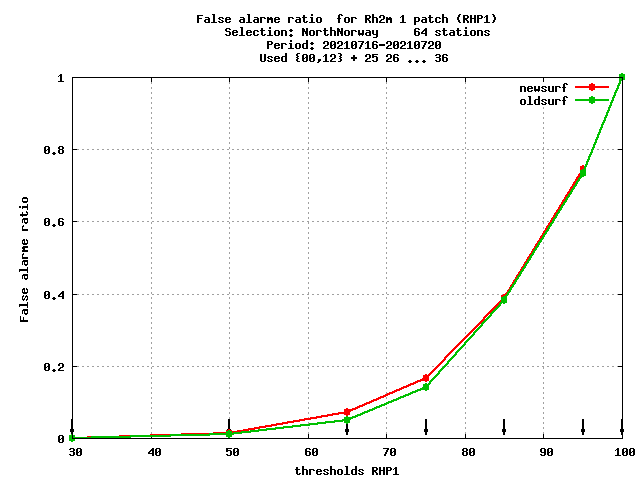 False alarme ratio  for Rh2m 1 patch (RHP1)
Selection: NorthNorway     64 stations
Period: 20210716-20210720
Used {00,12} + 25 26 ... 36
newsurf
oldsurf
1
0.8
0.6
0.4
0.2
0
False alarme ratio
30 40 50 60 70 80 90 100
thresholds RHP1